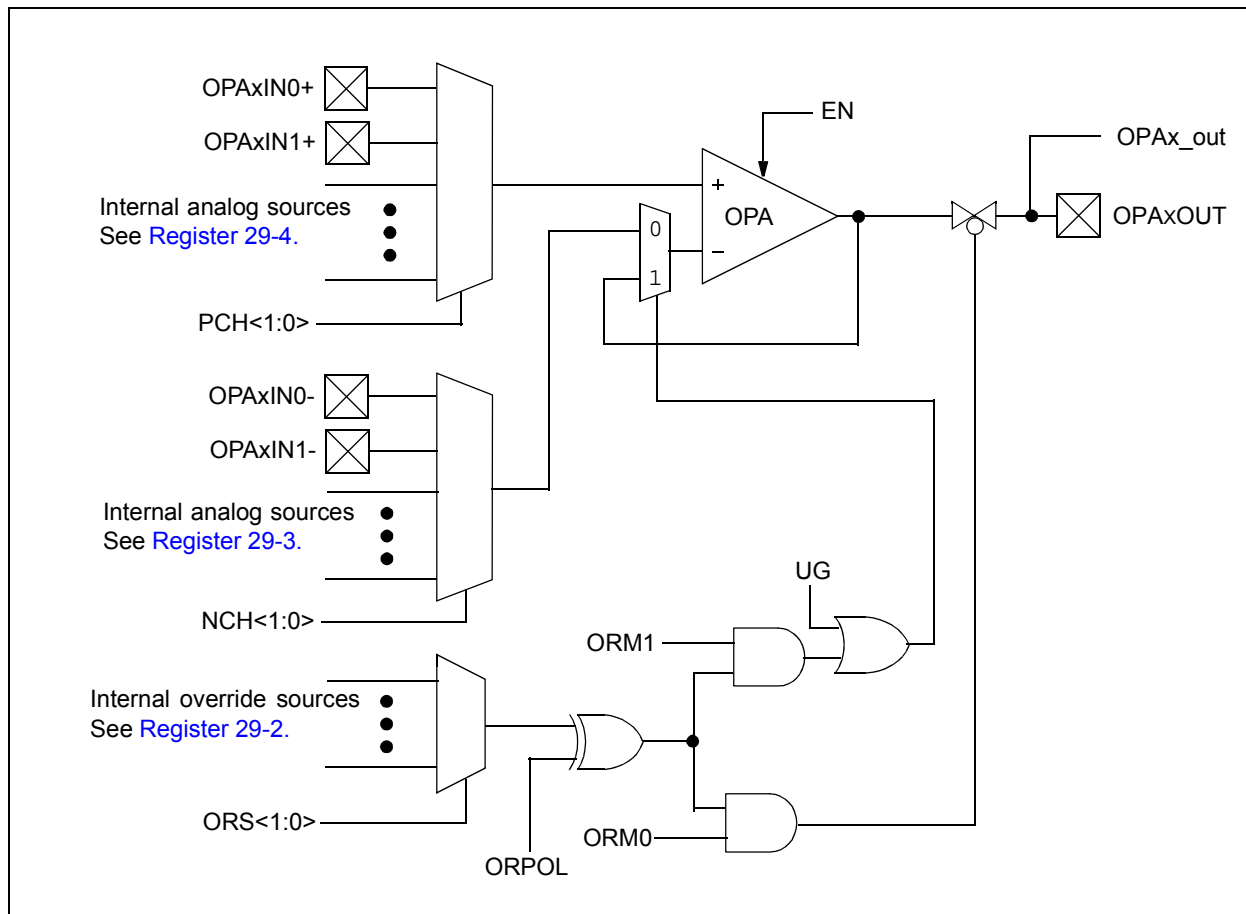 OPAxIN0+
OPAxIN1+
Internal analog sources
See Register 29-4.
PCH<1:0>
EN
+
OPA
–
0
1
OPAx_out
OPAxOUT
OPAxIN0-
OPAxIN1-
Internal analog sources
See Register 29-3.
NCH<1:0>
UG
ORM1
Internal override sources
See Register 29-2.
ORS<1:0>
ORPOL
ORM0